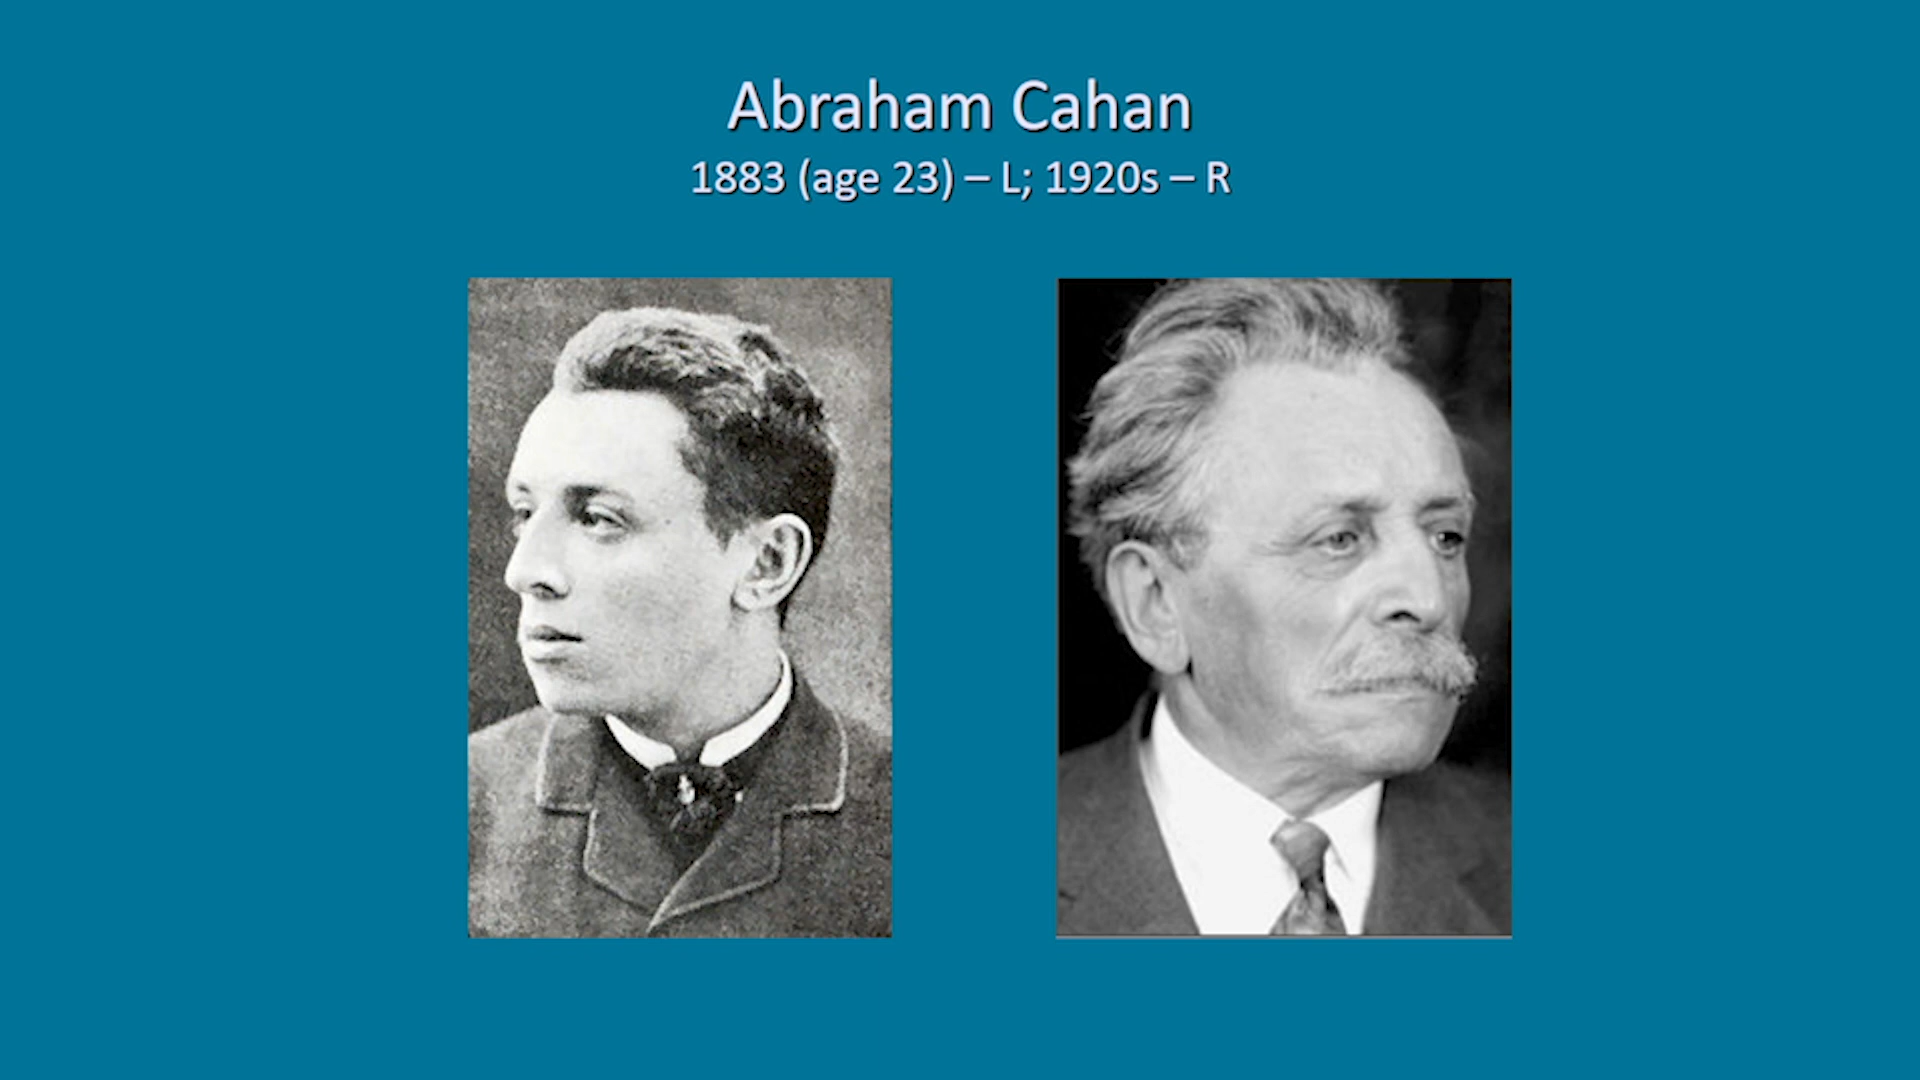 Abraham Cahan
1883 (age 23) – L; 1920s – R